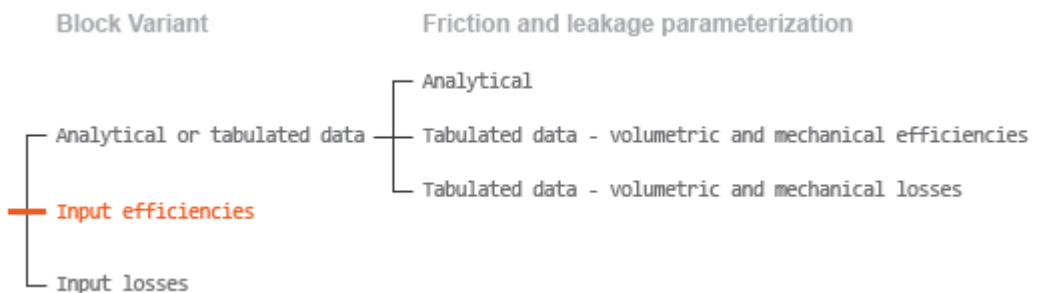 Block Variant
Friction and leakage parameterization
Analytical
Analytical or tabulated data
Tabulated data - volumetric and mechanical efficiencies
Tabulated data - volumetric and mechanical losses
Input efficiencies
Input losses